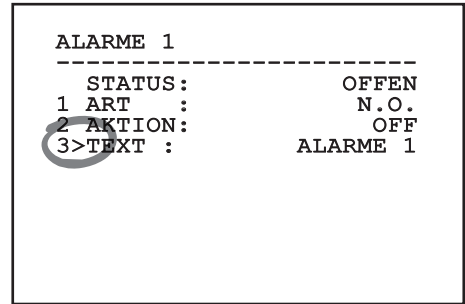 ALARME 1
------------------------
STATUS: OFFEN
1 ART : N.O.
2 AKTION: OFF
3>TEXT : ALARME 1